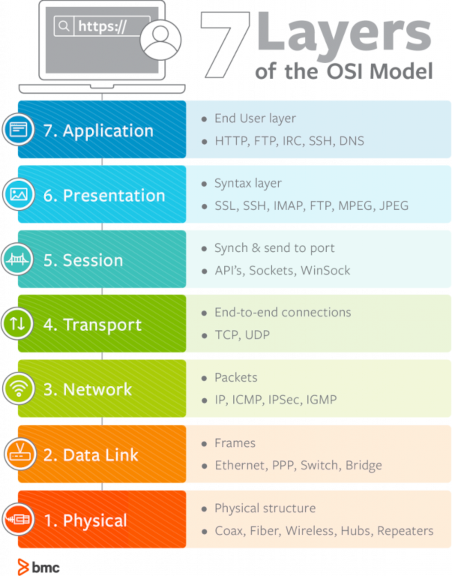 https://
7 Layers
of the OSI Model
7. Application
• End User layer
• HTTP, FTP, IRC, SSH, DNS
6. Presentation
• Syntax layer
• SSL, SSH, IMAP, FTP, MPEG, JPEG
5. Session
• Synch & send to port
• API's, Sockets, WinSock
4. Transport
• End-to-end connections
• TCP, UDP
3. Network
• Packets
• IP, ICMP, IPSec, IGMP
2. Data Link
• Frames
• Ethernet, PPP, Switch, Bridge
1. Physical
• Physical structure
• Coax, Fiber, Wireless, Hubs, Repeaters
bmc